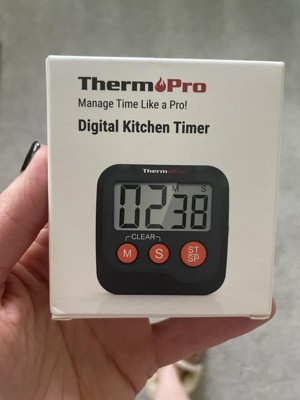 ThermoPro
Manage Time Like a Pro!
Digital Kitchen Timer
ThermoPro
M S
02 38
CLEAR
M S ST SP